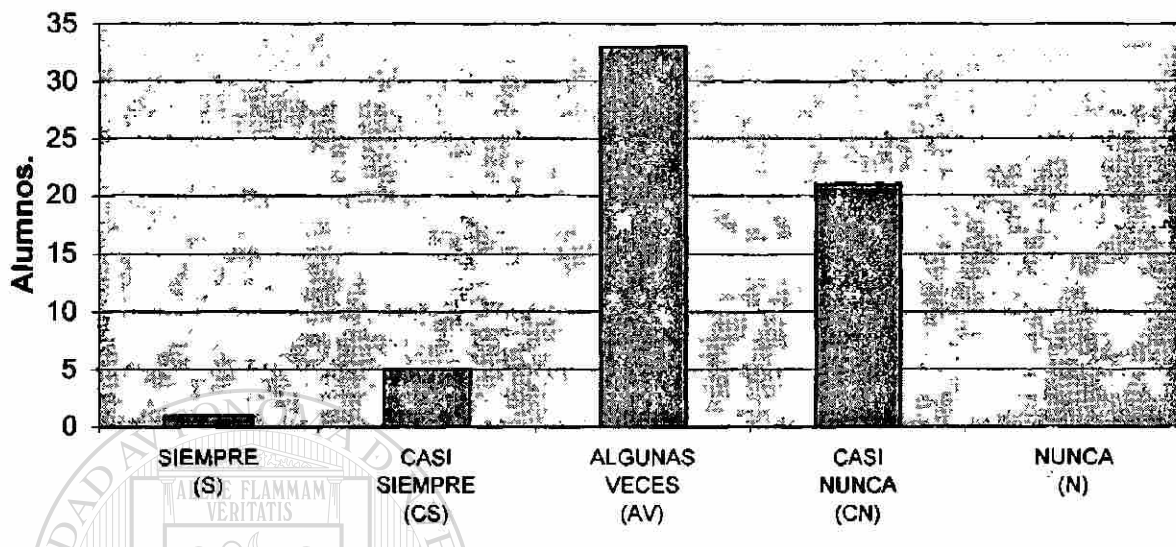 35
30
25
20
15
10
5
0
Alumnos.
SIEMPRE
(S)
CASI
SIEMPRE
(CS)
ALGUNAS
VECES
(AV)
CASI
NUNCA
(CN)
NUNCA
(N)
ALERE FLAMMAM
VERITATIS